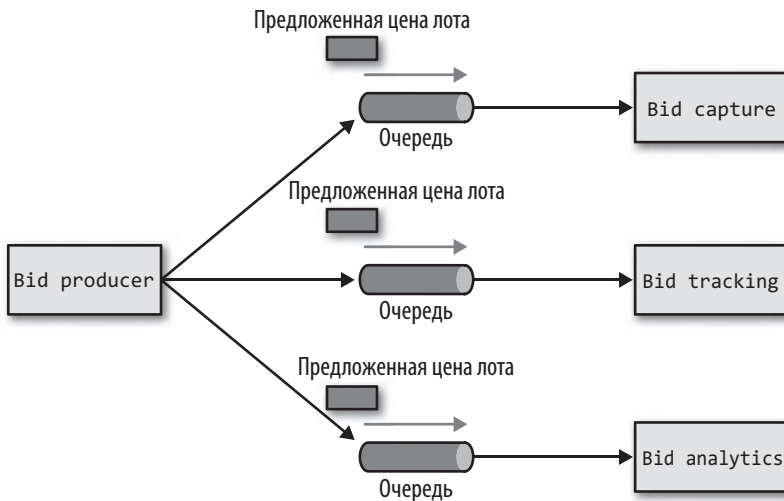 Предложенная цена лота
Очередь
Bid capture
Предложенная цена лота
Bid producer
Очередь
Bid tracking
Предложенная цена лота
Очередь
Bid analytics